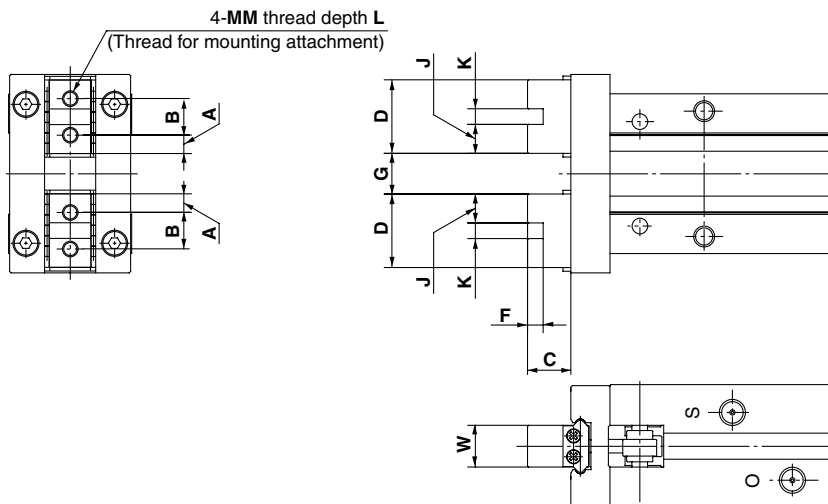 4-MM thread depth L
(Thread for mounting attachment)
B
A
B
A
J
K
D
G
D
J
K
F
C
W
S
O